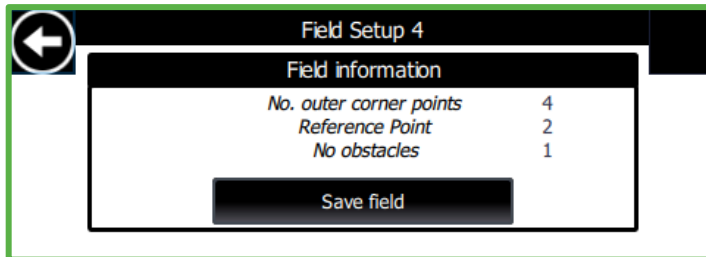 Field Setup 4
Field information
No. outer corner points 4
Reference Point 2
No obstacles 1
Save field